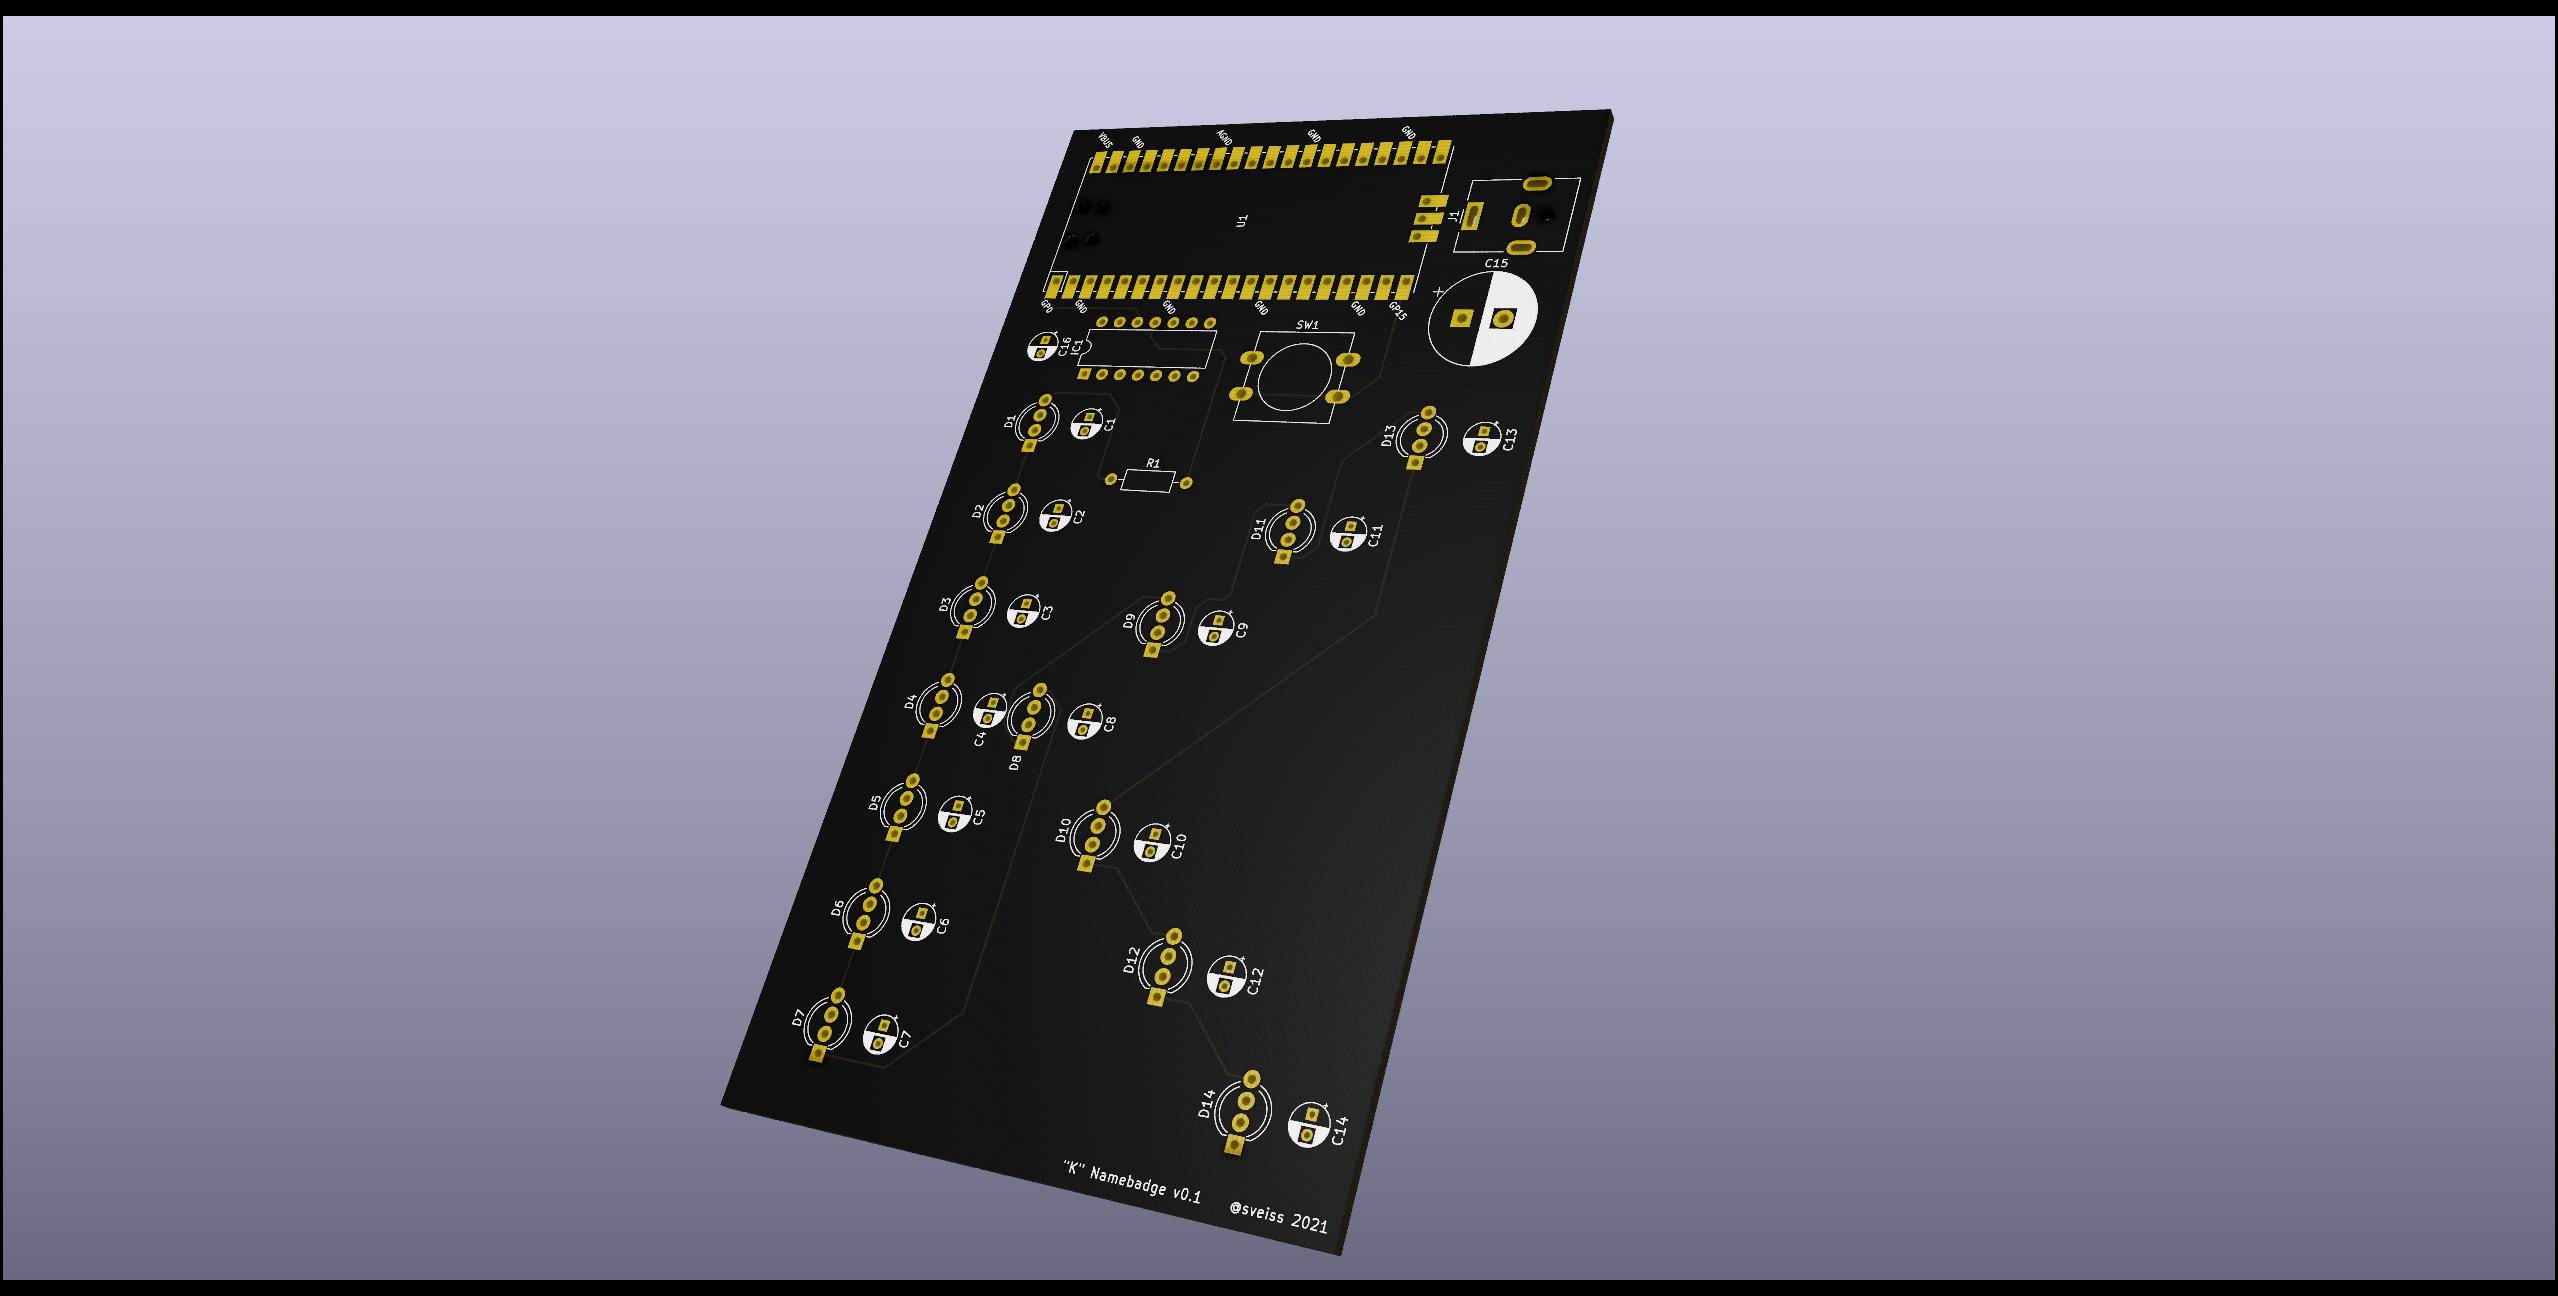 VBUS GND AGND GND GND
U1
J1
C15
+
GP0 GND GND GND GND GP15
SW1
C16 IC1
D1 C1
D13 C13
R1
D2 C2
D11 C11
D3 C3
D9 C9
D4 C4
D8 C8
D5 C5
D10 C10
D6 C6
D12 C12
D7 C7
D14 C14
"K" Namebadge v0.1
@sveiss 2021